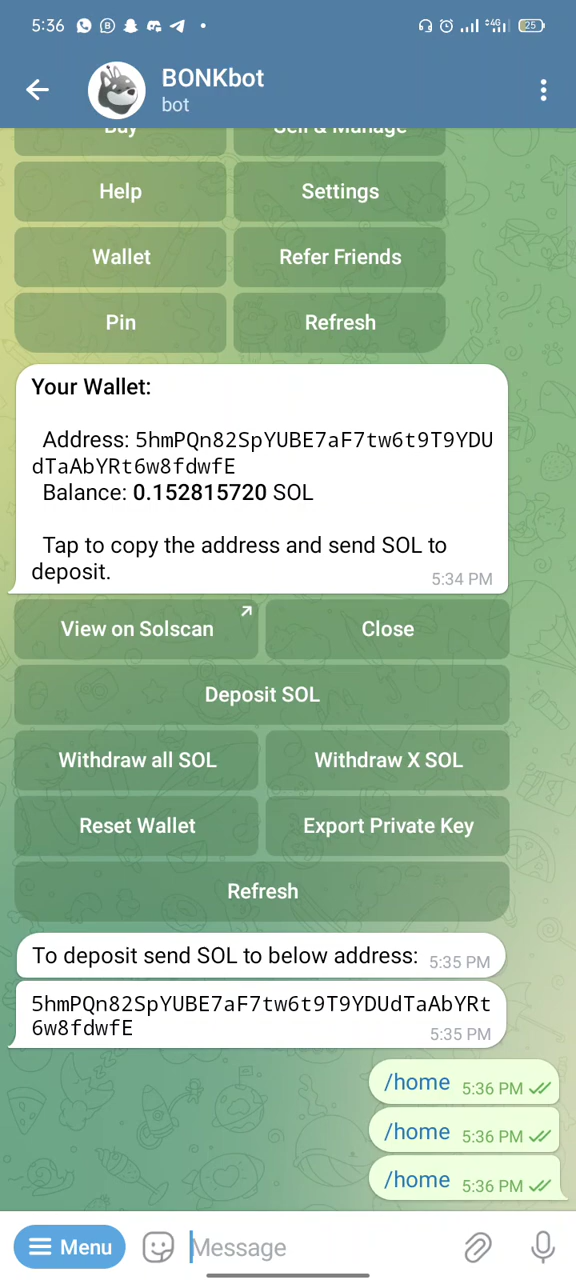 5:36
4G
25
BONKbot
bot
Buy
Sell & Manage
Help
Settings
Wallet
Refer Friends
Pin
Refresh
Your Wallet:
Address: 5hmPQn82SpYUBE7aF7tw6t9T9YDU
dTaAbYRt6w8fdwfE
Balance: 0.152815720 SOL
Tap to copy the address and send SOL to
deposit.
5:34 PM
View on Solscan
Close
Deposit SOL
Withdraw all SOL
Withdraw X SOL
Reset Wallet
Export Private Key
Refresh
To deposit send SOL to below address: 5:35 PM
5hmPQn82SpYUBE7aF7tw6t9T9YDUdTaAbYRt
6w8fdwfE
5:35 PM
/home 5:36 PM
/home 5:36 PM
/home 5:36 PM
Menu
Message